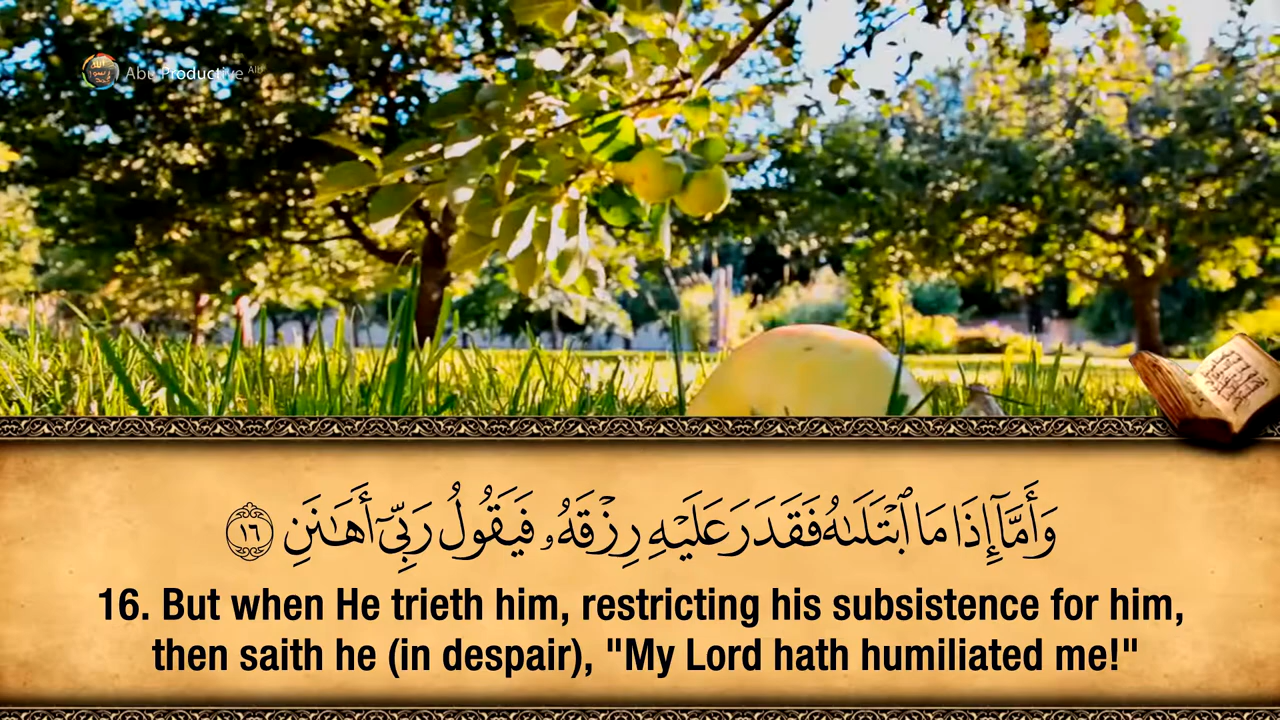 Abu Productive Alb
وَأَمَّآ إِذَا مَا ٱبْتَلَىٰهُ فَقَدَرَ عَلَيْهِ رِزْقَهُۥ فَيَقُولُ رَبِّىٓ أَهَـٰنَنِ ١٦
16. But when He trieth him, restricting his subsistence for him,
then saith he (in despair), "My Lord hath humiliated me!"